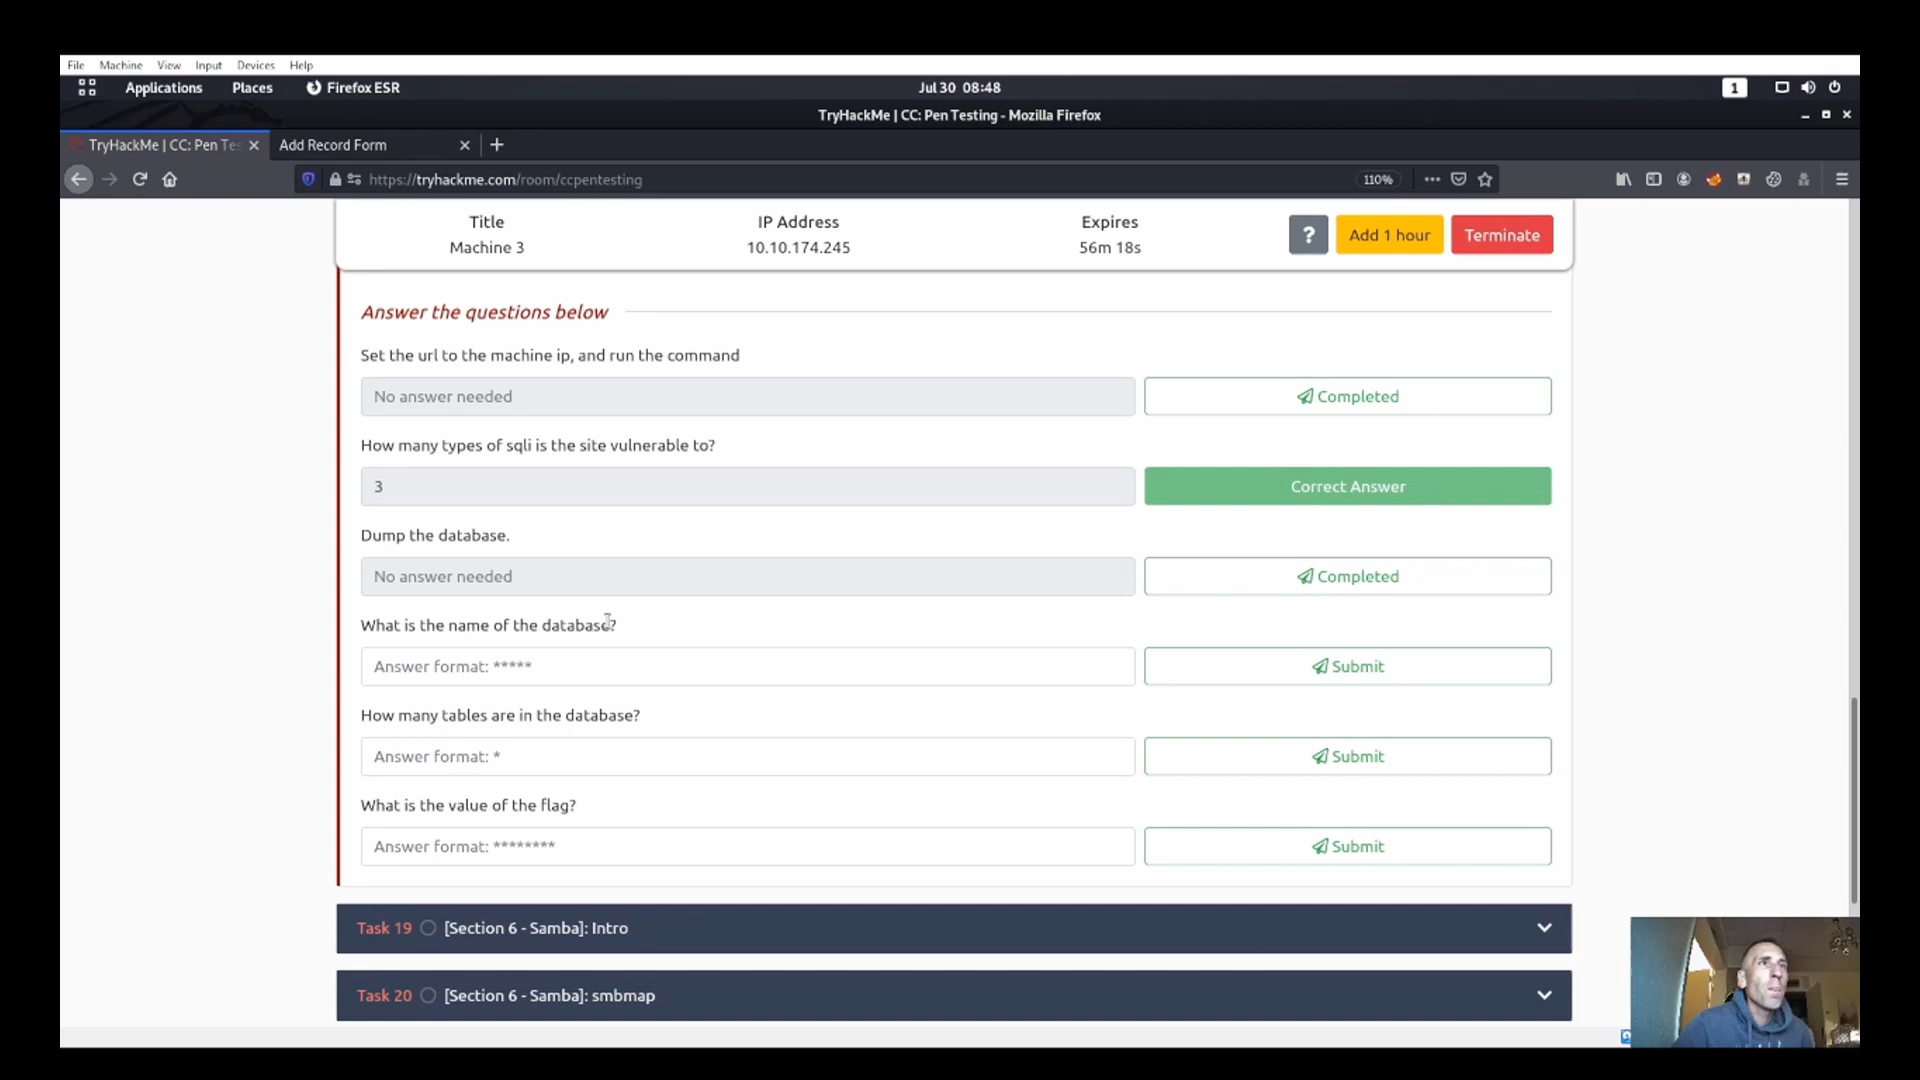 File Machine View Input Devices Help
Applications Places Firefox ESR Jul 30 08:48 1
TryHackMe | CC: Pen Testing - Mozilla Firefox
TryHackMe | CC: Pen Tes Add Record Form
https://tryhackme.com/room/ccpentesting 110%
Title IP Address Expires
Machine 3 10.10.174.245 56m 18s ? Add 1 hour Terminate
Answer the questions below
Set the url to the machine ip, and run the command
No answer needed Completed
How many types of sqli is the site vulnerable to?
3 Correct Answer
Dump the database.
No answer needed Completed
What is the name of the database?
Answer format: ***** Submit
How many tables are in the database?
Answer format: * Submit
What is the value of the flag?
Answer format: ******** Submit
Task 19 [Section 6 - Samba]: Intro
Task 20 [Section 6 - Samba]: smbmap